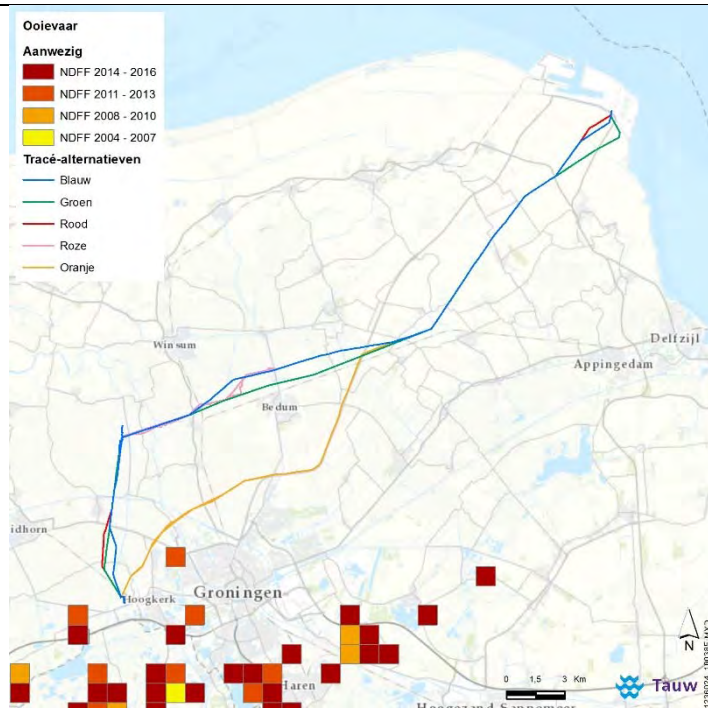 Ooievaar
Aanwezig
NDFF 2014 - 2016
NDFF 2011 - 2013
NDFF 2008 - 2010
NDFF 2004 - 2007
Tracé-alternatieven
Blauw
Groen
Rood
Roze
Oranje
Winsum
Delfzijl
Appingedam
Bedum
idhorn
Groningen
Hoogkerk
Haren
N
0 1,5 3 Km
Tauw